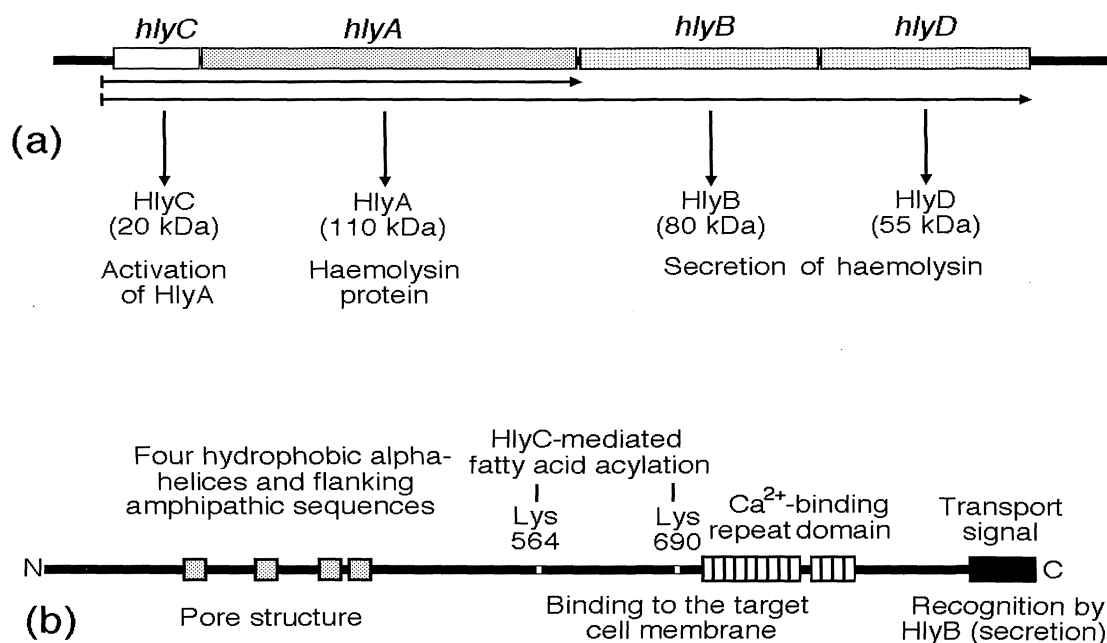 hlyC hlyA hlyB hlyD
(a)
HlyC HlyA HlyB HlyD
(20 kDa) (110 kDa) (80 kDa) (55 kDa)
Activation Haemolysin Secretion of haemolysin
of HlyA protein
HlyC-mediated
fatty acid acylation
Four hydrophobic alpha-
helices and flanking
amphipathic sequences
Lys Lys
564 690
Ca²⁺-binding
repeat domain
Transport
signal
N C
(b)
Pore structure
Binding to the target
cell membrane
Recognition by
HlyB (secretion)